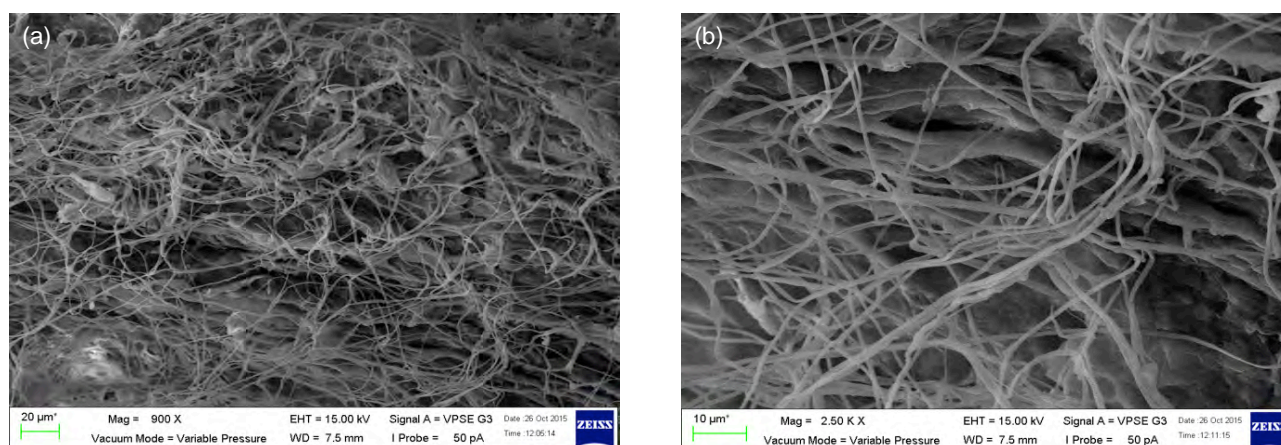 (a)
20 µm*
Mag = 900 X
EHT = 15.00 kV
Signal A = VPSE G3
Date :26 Oct 2015
Vacuum Mode = Variable Pressure
WD = 7.5 mm
I Probe = 50 pA
Time :12:05:14
ZEISS
(b)
10 µm*
Mag = 2.50 K X
EHT = 15.00 kV
Signal A = VPSE G3
Date :26 Oct 2015
Vacuum Mode = Variable Pressure
WD = 7.5 mm
I Probe = 50 pA
Time :12:11:15
ZEISS